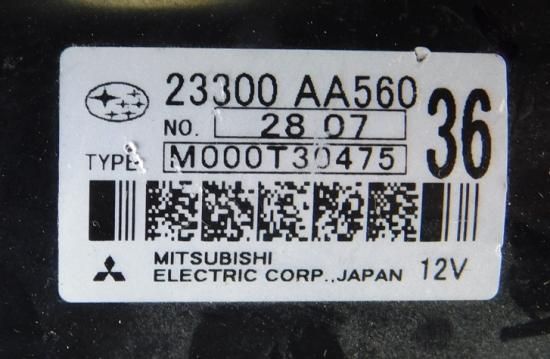 23300 AA560
36
NO. 28 07
TYPE M000T30475
MITSUBISHI
ELECTRIC CORP.,JAPAN 12V